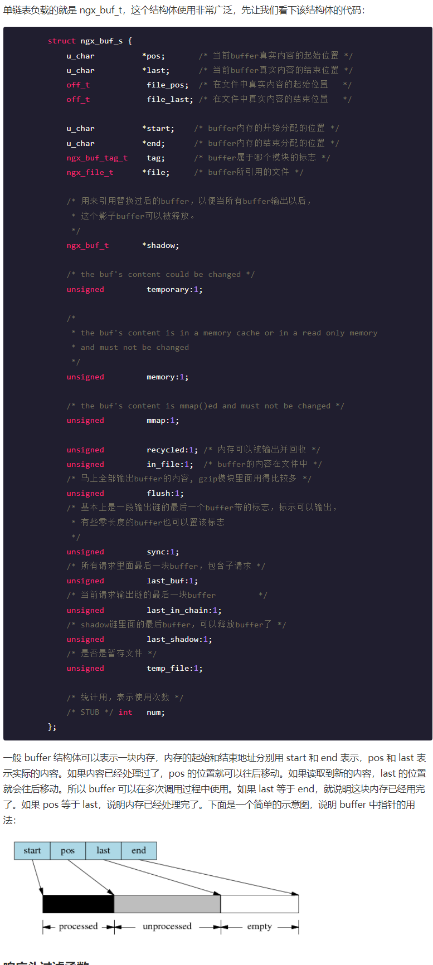 单链表负载的就是 ngx_buf_t，这个结构体使用非常广泛，先让我们看下该结构体的代码：
struct ngx_buf_s {
u_char *pos; /* 当前buffer真实内容的起始位置 */
u_char *last; /* 当前buffer真实内容的结束位置 */
off_t file_pos; /* 在文件中真实内容的起始位置 */
off_t file_last; /* 在文件中真实内容的结束位置 */
u_char *start; /* buffer内存的开始分配的位置 */
u_char *end; /* buffer内存的结束分配的位置 */
ngx_buf_tag_t tag; /* buffer属于哪个模块的标志 */
ngx_file_t *file; /* buffer所引用的文件 */
/* 用来引用替换过后的buffer，以便当所有buffer输出以后，
* 这个影子buffer可以被释放。
*/
ngx_buf_t *shadow;
/* the buf's content could be changed */
unsigned temporary:1;
/*
* the buf's content is in a memory cache or in a read only memory
* and must not be changed
*/
unsigned memory:1;
/* the buf's content is mmap()ed and must not be changed */
unsigned mmap:1;
unsigned recycled:1; /* 内存可以被输出并回收 */
unsigned in_file:1; /* buffer的内容在文件中 */
/* 马上全部输出buffer的内容, gzip模块里面用得比较多 */
unsigned flush:1;
/* 基本上是一段输出链的最后一个buffer带的标志，标示可以输出，
* 有些零长度的buffer也可以置该标志
*/
unsigned sync:1;
/* 所有请求里面最后一块buffer，包含子请求 */
unsigned last_buf:1;
/* 当前请求输出链的最后一块buffer */
unsigned last_in_chain:1;
/* shadow链里面的最后buffer，可以释放buffer了 */
unsigned last_shadow:1;
/* 是否是暂存文件 */
unsigned temp_file:1;
/* 统计用，表示使用次数 */
/* STUB */ int num;
};
一般 buffer 结构体可以表示一块内存，内存的起始和结束地址分别用 start 和 end 表示，pos 和 last 表
示实际的内容。如果内容已经处理过了，pos 的位置就可以往后移动。如果读取到新的内容，last 的位置
就会往后移动。所以 buffer 可以在多次调用过程中使用。如果 last 等于 end，就说明这块内存已经用完
了。如果 pos 等于 last，说明内存已经处理完了。下面是一个简单的示意图，说明 buffer 中指针的用
法：
start pos last end
processed unprocessed empty